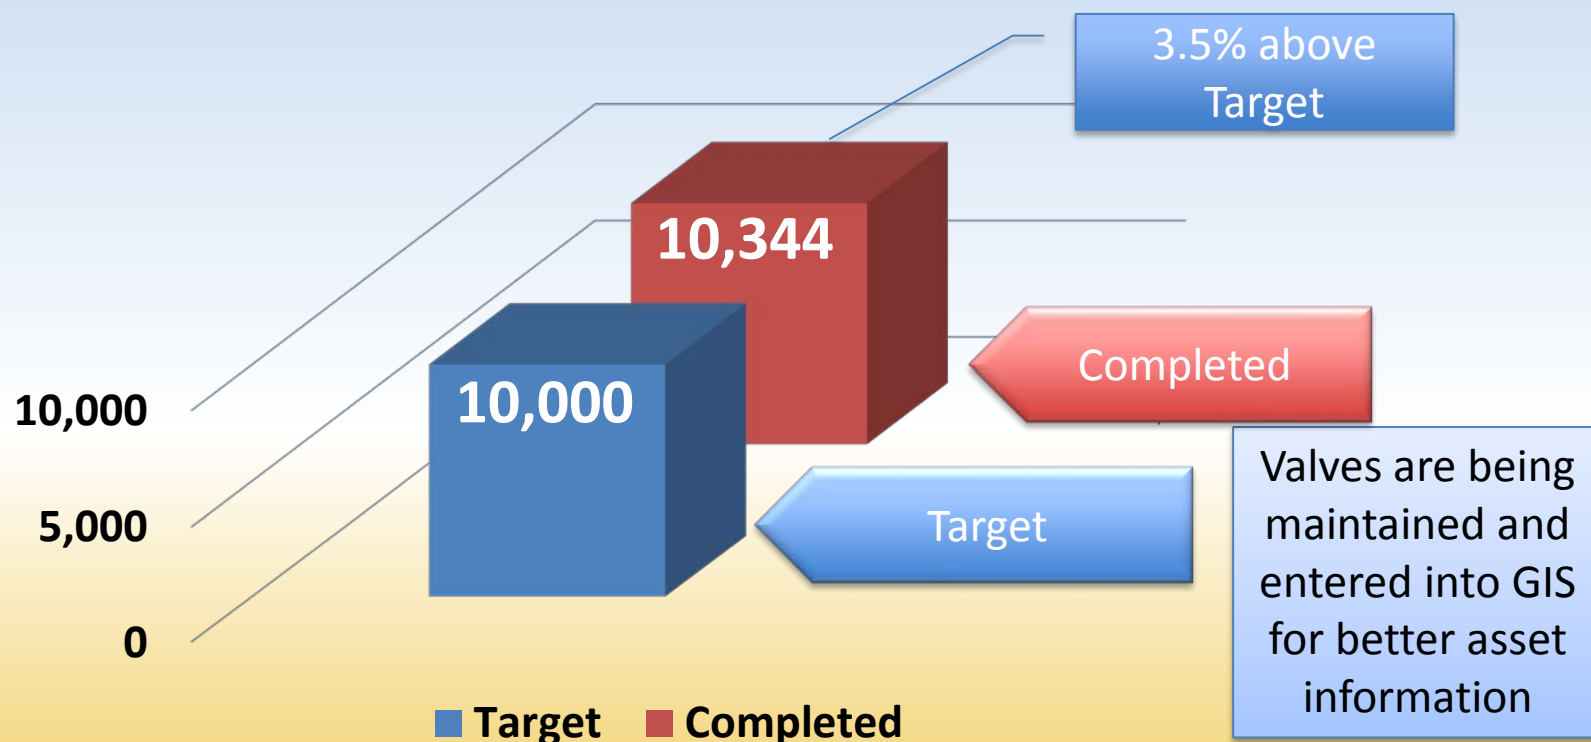 3.5% above
Target
10,344
Completed
10,000
10,000
Target
5,000
0
Valves are being
maintained and
entered into GIS
for better asset
information
Target Completed